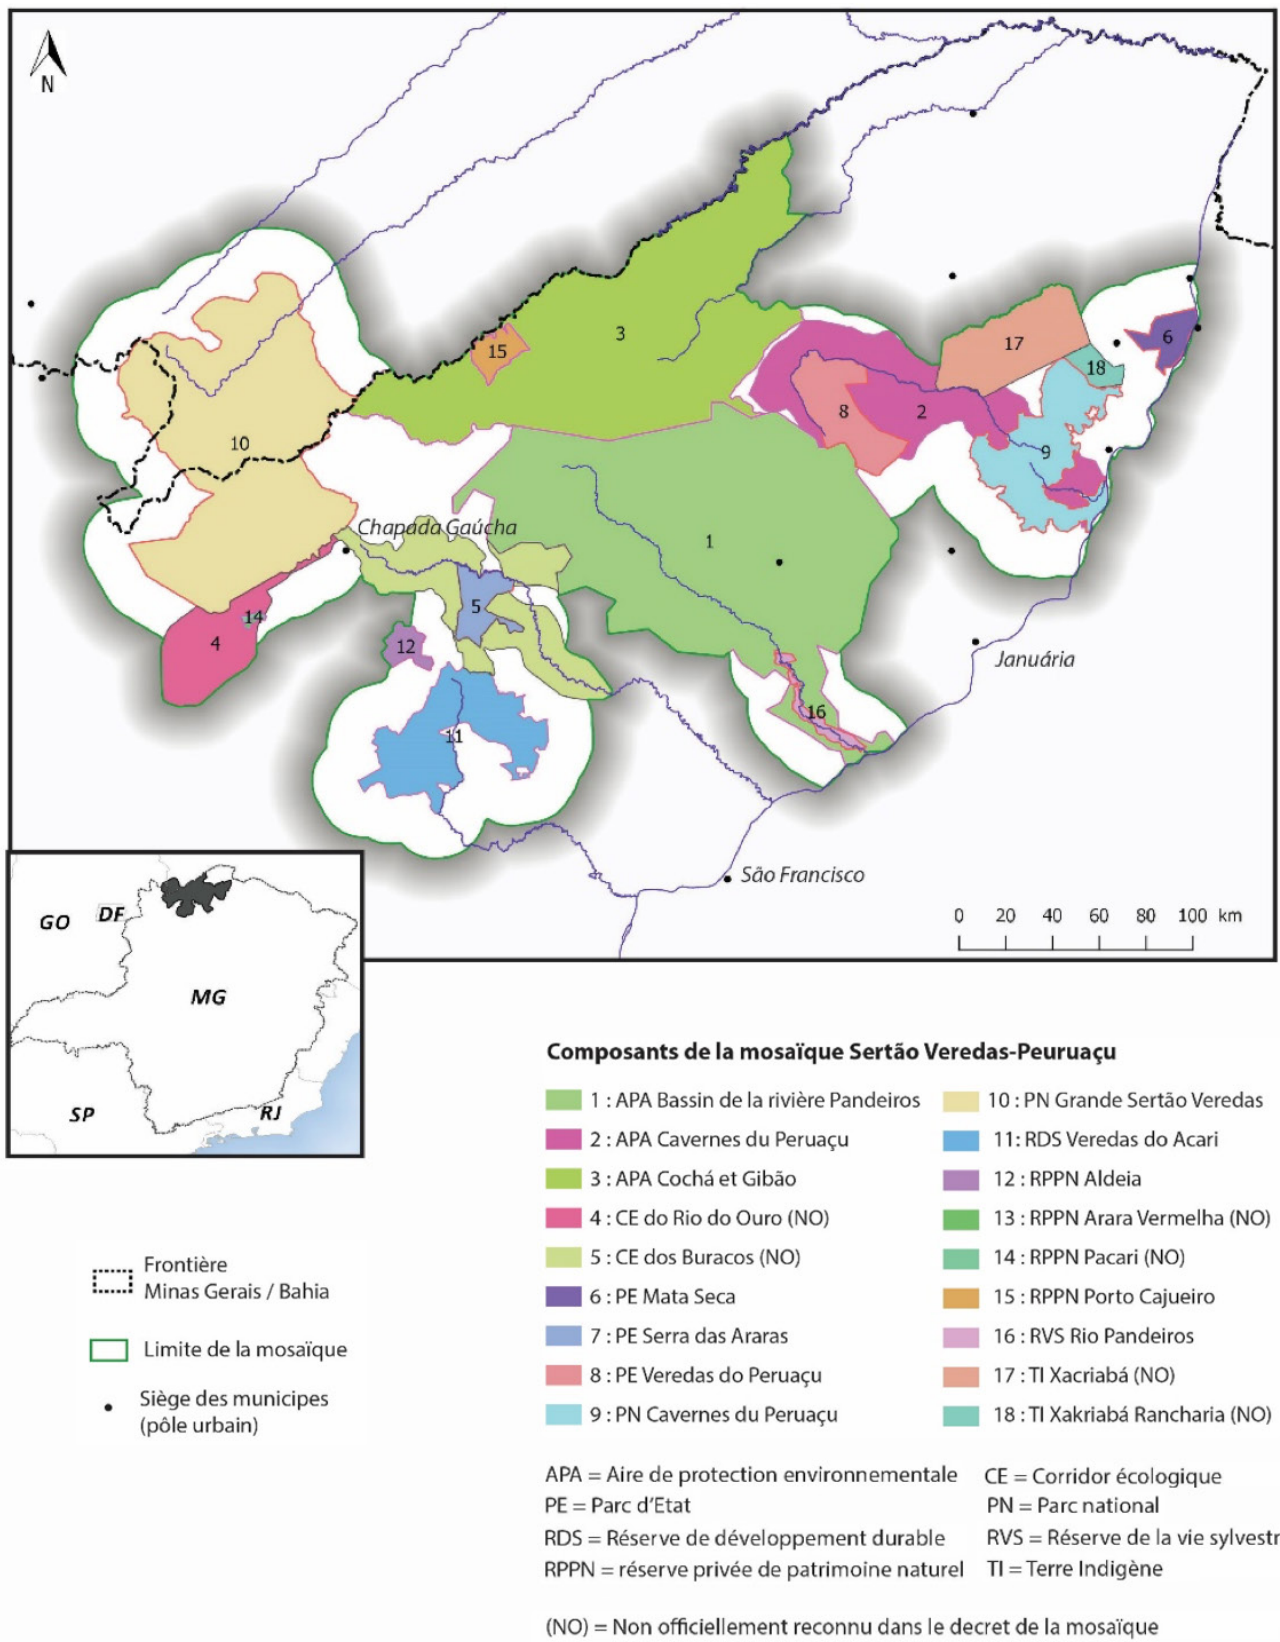 N
3
15
17
6
18
8
2
10
9
Chapada Gaúcha
1
5
14
4
12
Januária
16
11
São Francisco
0 20 40 60 80 100 km
GO
DF
MG
SP
RJ
Composants de la mosaïque Sertão Veredas-Peuruaçu
1 : APA Bassin de la rivière Pandeiros
2 : APA Cavernes du Peruaçu
3 : APA Cochá et Gibão
4 : CE do Rio do Ouro (NO)
5 : CE dos Buracos (NO)
6 : PE Mata Seca
7 : PE Serra das Araras
8 : PE Veredas do Peruaçu
9 : PN Cavernes du Peruaçu
10 : PN Grande Sertão Veredas
11: RDS Veredas do Acari
12 : RPPN Aldeia
13 : RPPN Arara Vermelha (NO)
14 : RPPN Pacari (NO)
15 : RPPN Porto Cajueiro
16 : RVS Rio Pandeiros
17 : TI Xacriabá (NO)
18 : TI Xakriabá Rancharia (NO)
Frontière
Minas Gerais / Bahia
Limite de la mosaïque
Siège des municipes
(pôle urbain)
APA = Aire de protection environnementale
PE = Parc d'Etat
RDS = Réserve de développement durable
RPPN = réserve privée de patrimoine naturel
CE = Corridor écologique
PN = Parc national
RVS = Réserve de la vie sylvestr
TI = Terre Indigène
(NO) = Non officiellement reconnu dans le decret de la mosaïque